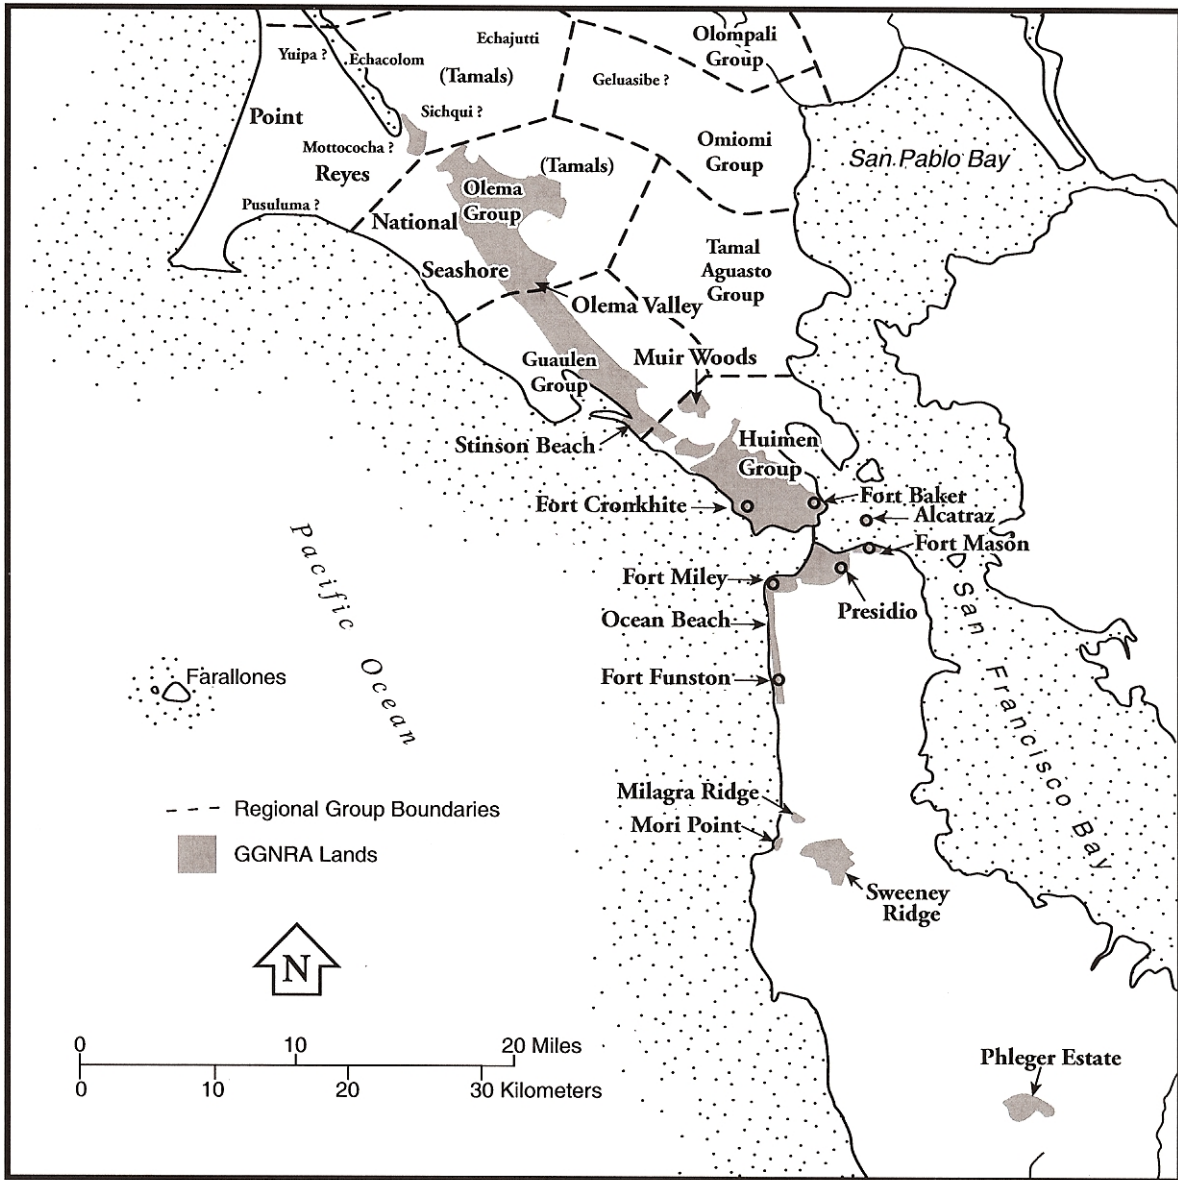 Echajutti
Olompali
Group
Yuipa ?
Echacolom
(Tamals)
Geluasibe ?
Sichqui ?
Point
Mottococha ?
Reyes
Omiomi
Group
San Pablo Bay
(Tamals)
Olema
Group
Pusuluma ?
National
Seashore
Tamal
Aguasto
Group
Olema Valley
Guaulen
Group
Muir Woods
Stinson Beach
Huimen
Group
Fort Cronkhite
Fort Baker
Alcatraz
Fort Mason
Fort Miley
Presidio
Ocean Beach
Fort Funston
Pacific Ocean
San Francisco Bay
Farallones
Milagra Ridge
Mori Point
Sweeney
Ridge
Regional Group Boundaries
GGNRA Lands
N
0 10 20 Miles
0 10 20 30 Kilometers
Phleger Estate